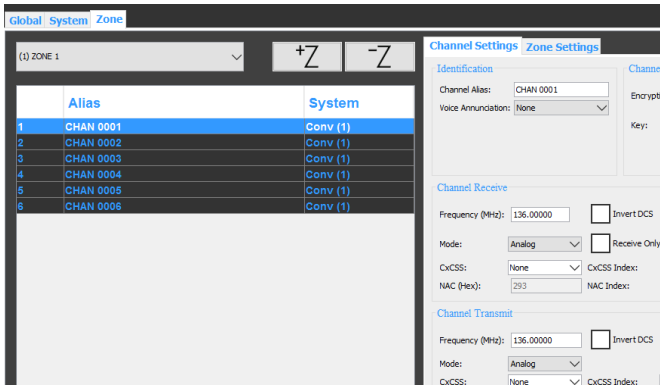 Global System Zone
(1) ZONE 1
+Z -Z
Alias System
1 CHAN 0001 Conv (1)
2 CHAN 0002 Conv (1)
3 CHAN 0003 Conv (1)
4 CHAN 0004 Conv (1)
5 CHAN 0005 Conv (1)
6 CHAN 0006 Conv (1)
Channel Settings Zone Settings
Identification
Channel Alias: CHAN 0001
Voice Annunciation: None
Channe
Encrypti
Key:
Channel Receive
Frequency (MHz): 136.00000 Invert DCS
Mode: Analog Receive Only
CxCSS: None CxCSS Index:
NAC (Hex): 293 NAC Index:
Channel Transmit
Frequency (MHz): 136.00000 Invert DCS
Mode: Analog
CxCSS: None CxCSS Index: